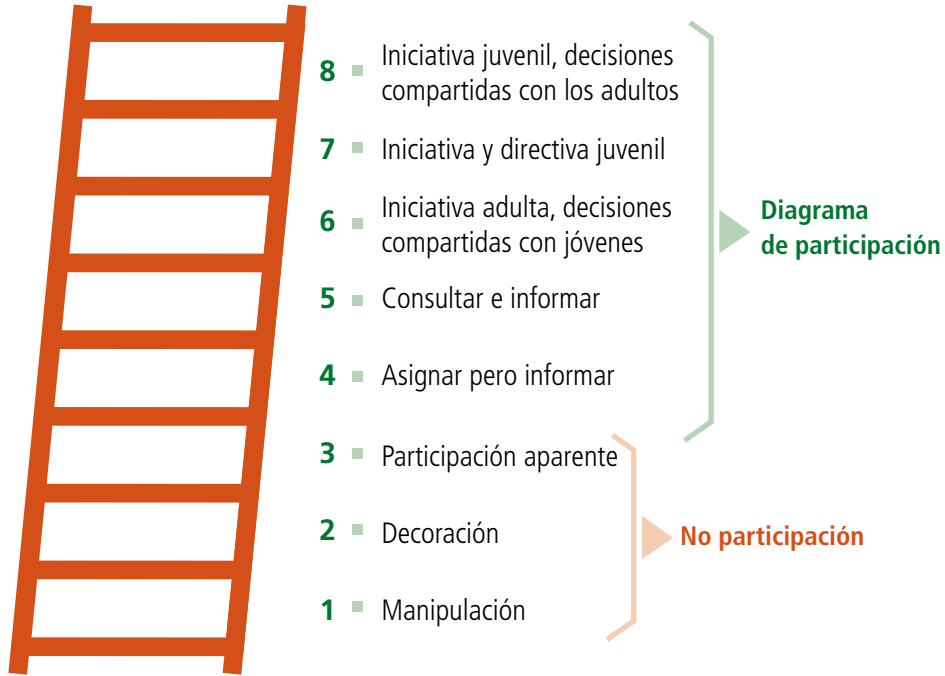 8 Iniciativa juvenil, decisiones
compartidas con los adultos
7 Iniciativa y directiva juvenil
6 Iniciativa adulta, decisiones
compartidas con jóvenes
5 Consultar e informar
4 Asignar pero informar
3 Participación aparente
2 Decoración
1 Manipulación
Diagrama
de participación
No participación